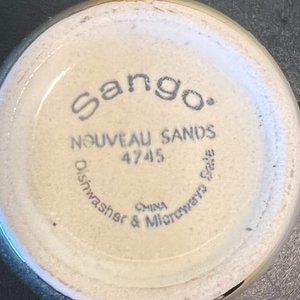 Sango®
NOUVEAU SANDS
4745
CHINA
Dishwasher & Microwave Safe